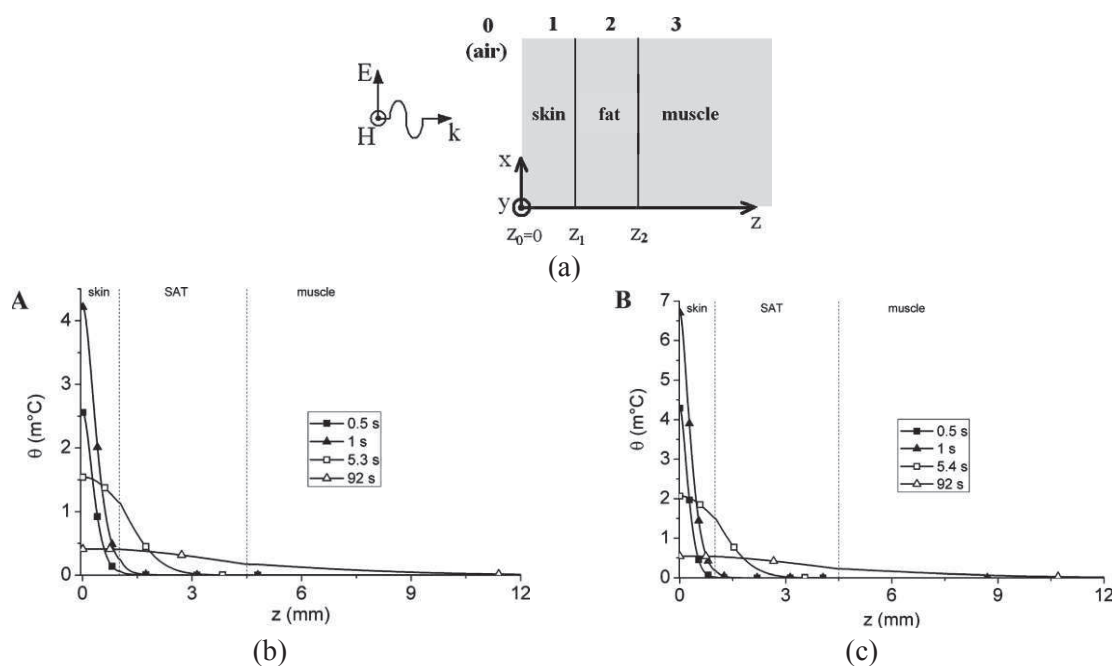 0 1 2 3
(air)
E
H
k
skin fat muscle
x
y
z
z0=0 z1 z2
(a)
A
skin SAT muscle
θ (m°C)
4
3
2
1
0
0.5 s
1 s
5.3 s
92 s
0 3 6 9 12
z (mm)
(b)
B
skin SAT muscle
θ (m°C)
7
6
5
4
3
2
1
0
0.5 s
1 s
5.4 s
92 s
0 3 6 9 12
z (mm)
(c)